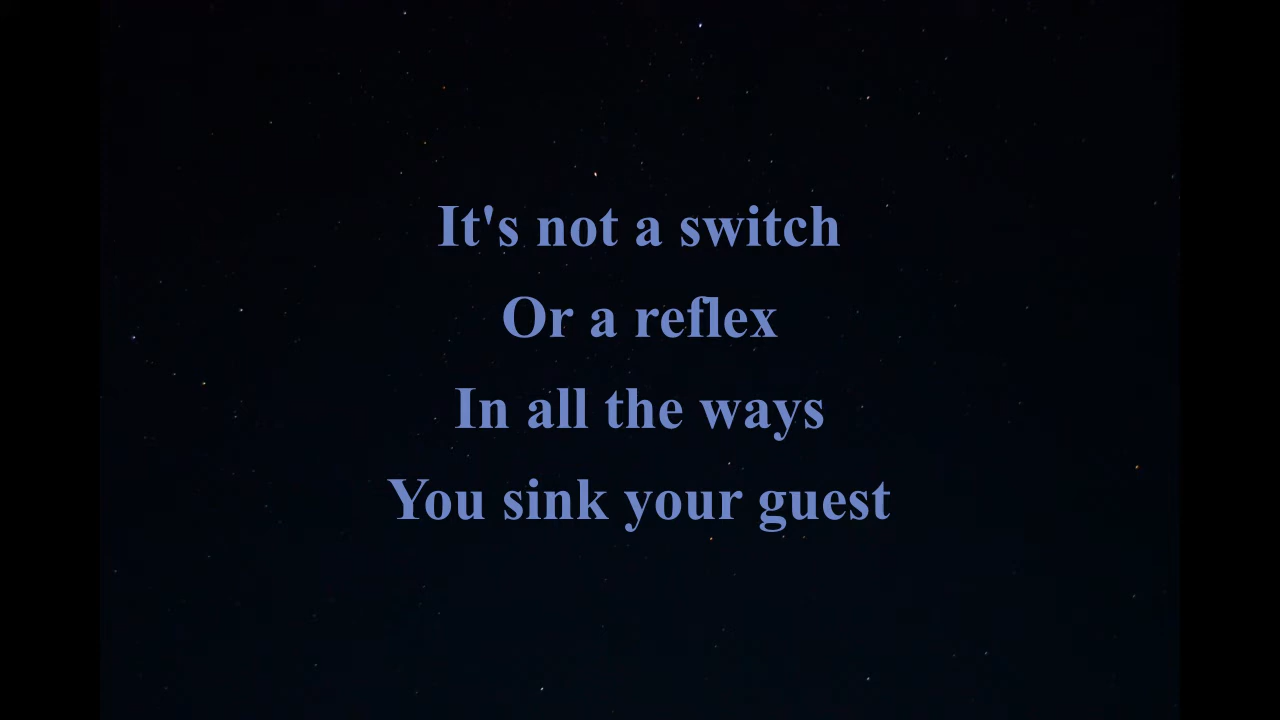 It's not a switch
Or a reflex
In all the ways
You sink your guest